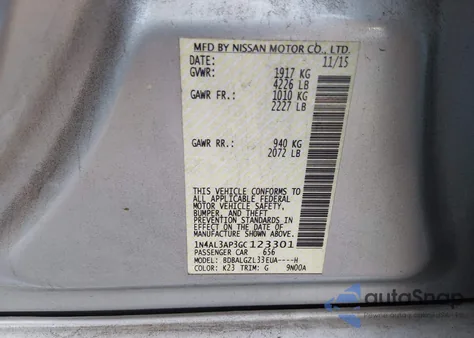 MFD BY NISSAN MOTOR CO., LTD.
DATE: 11/15
GVWR: 1917 KG
4226 LB
GAWR FR.: 1010 KG
2227 LB
GAWR RR.: 940 KG
2072 LB
THIS VEHICLE CONFORMS TO
ALL APPLICABLE FEDERAL
MOTOR VEHICLE SAFETY,
BUMPER, AND THEFT
PREVENTION STANDARDS IN
EFFECT ON THE DATE OF
MANUFACTURE SHOWN ABOVE.
1N4AL3AP3GC123301
PASSENGER CAR 656
MODEL: BDBALGZL33EUA----H
COLOR: K23 TRIM: G 9N00A
autoSnap